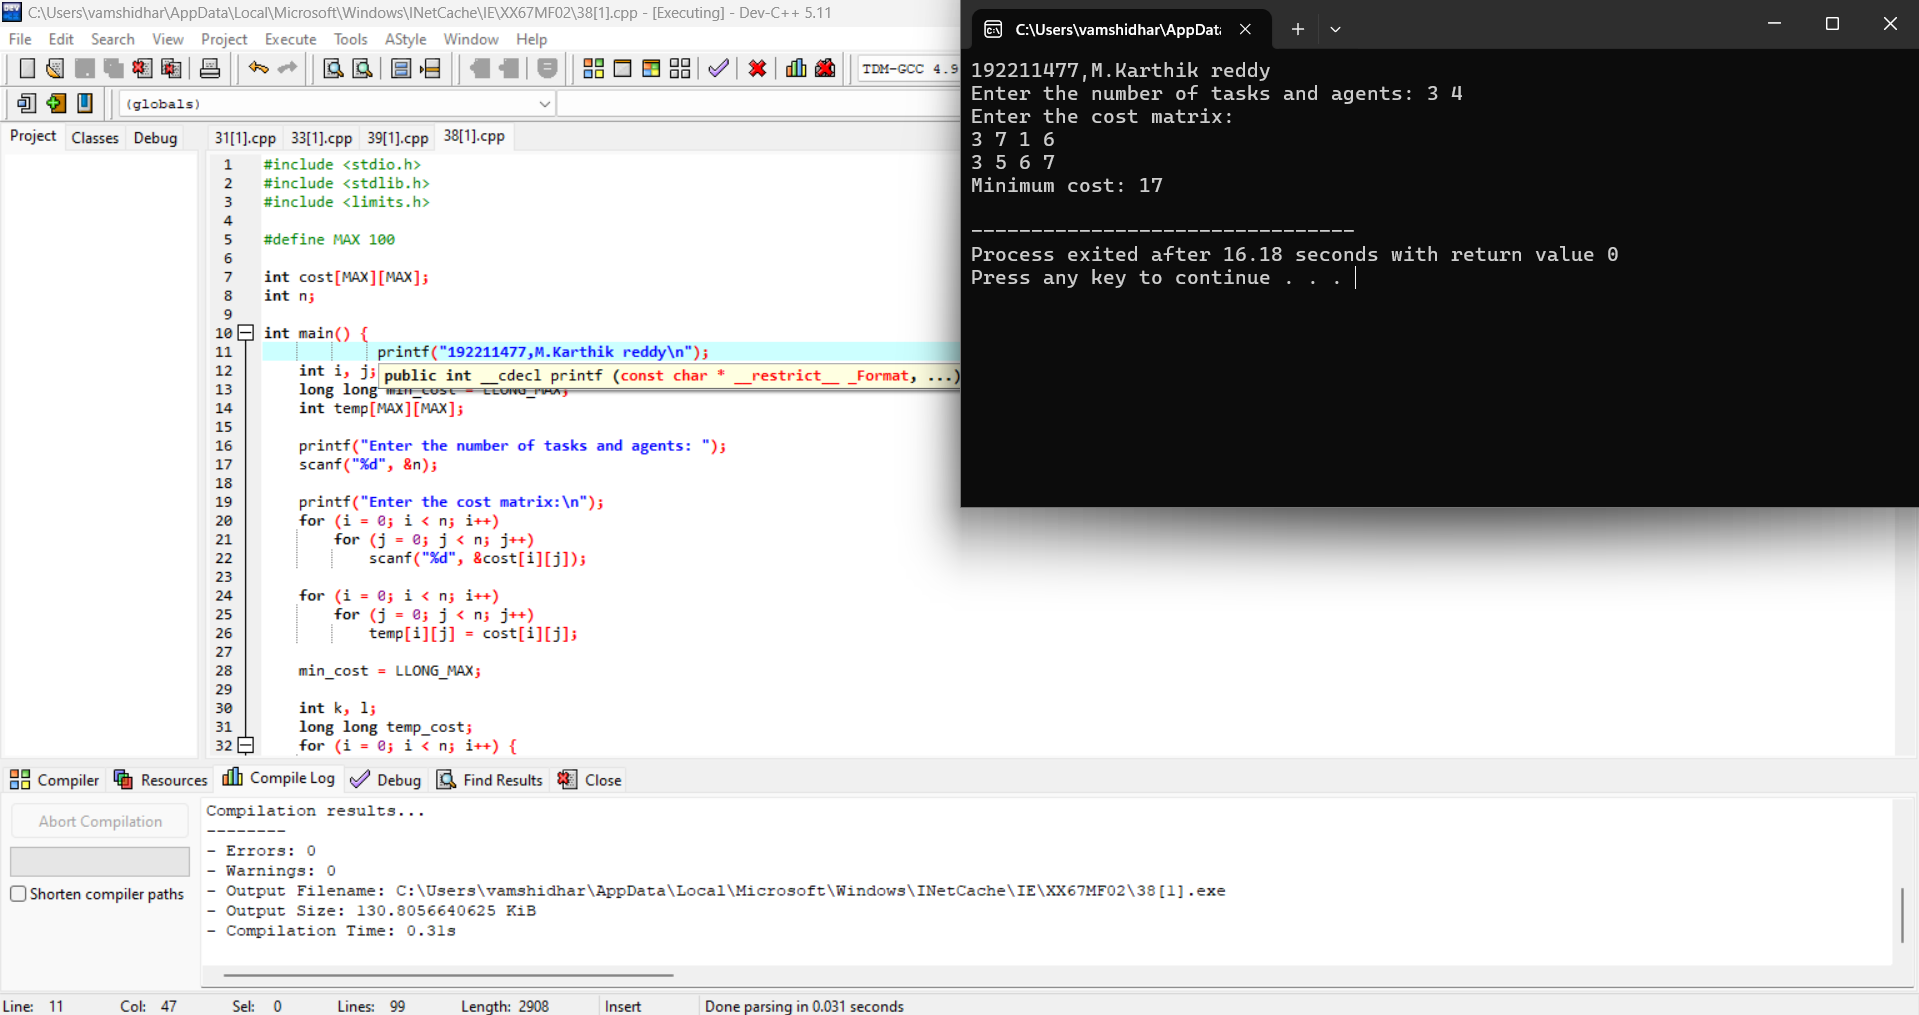 C:\Users\vamshidhar\AppData\Local\Microsoft\Windows\INetCache\IE\XX67MF02\38[1].cpp - [Executing] - Dev-C++ 5.11
File Edit Search View Project Execute Tools AStyle Window Help
TDM-GCC 4.9
(globals)
Project Classes Debug
31[1].cpp 33[1].cpp 39[1].cpp 38[1].cpp
1 #include <stdio.h>
2 #include <stdlib.h>
3 #include <limits.h>
4
5 #define MAX 100
6
7 int cost[MAX][MAX];
8 int n;
9
10 int main() {
11 printf("192211477,M.Karthik reddy\n");
12 int i, j;
public int __cdecl printf (const char * __restrict__ _Format, ...)
13 long long min_cost = LLONG_MAX;
14 int temp[MAX][MAX];
15
16 printf("Enter the number of tasks and agents: ");
17 scanf("%d", &n);
18
19 printf("Enter the cost matrix:\n");
20 for (i = 0; i < n; i++)
21 for (j = 0; j < n; j++)
22 scanf("%d", &cost[i][j]);
23
24 for (i = 0; i < n; i++)
25 for (j = 0; j < n; j++)
26 temp[i][j] = cost[i][j];
27
28 min_cost = LLONG_MAX;
29
30 int k, l;
31 long long temp_cost;
32 for (i = 0; i < n; i++) {
C:\Users\vamshidhar\AppData
192211477,M.Karthik reddy
Enter the number of tasks and agents: 3 4
Enter the cost matrix:
3 7 1 6
3 5 6 7
Minimum cost: 17
--------------------------------
Process exited after 16.18 seconds with return value 0
Press any key to continue . . .
Compiler Resources Compile Log Debug Find Results Close
Abort Compilation
Shorten compiler paths
Compilation results...
--------
- Errors: 0
- Warnings: 0
- Output Filename: C:\Users\vamshidhar\AppData\Local\Microsoft\Windows\INetCache\IE\XX67MF02\38[1].exe
- Output Size: 130.8056640625 KiB
- Compilation Time: 0.31s
Line: 11 Col: 47 Sel: 0 Lines: 99 Length: 2908 Insert Done parsing in 0.031 seconds